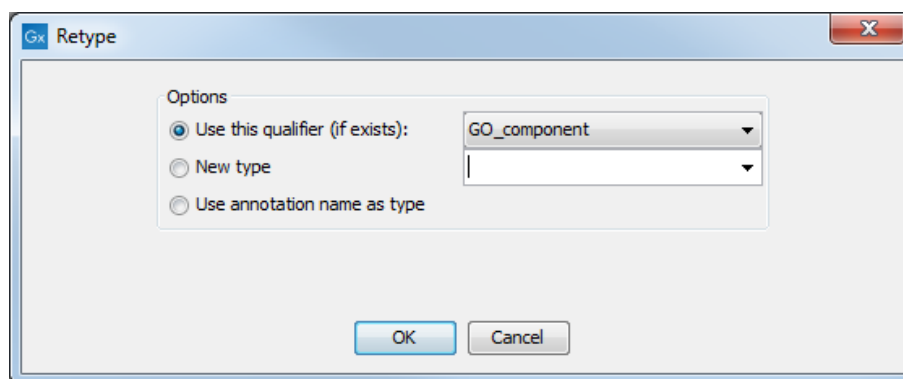 Gx Retype
Options
Use this qualifier (if exists): GO_component
New type
Use annotation name as type
OK Cancel